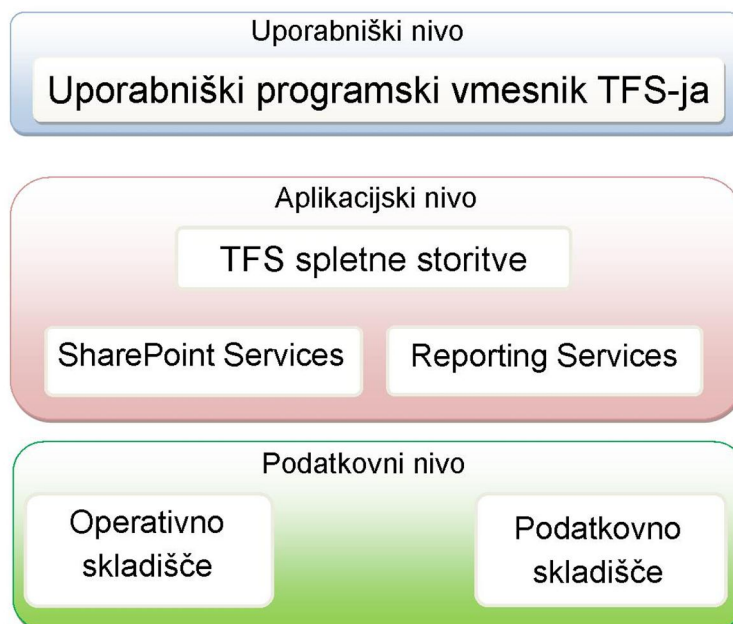 Uporabniški nivo
Uporabniški programski vmesnik TFS-ja
Aplikacijski nivo
TFS spletne storitve
SharePoint Services
Reporting Services
Podatkovni nivo
Operativno
skladišče
Podatkovno
skladišče